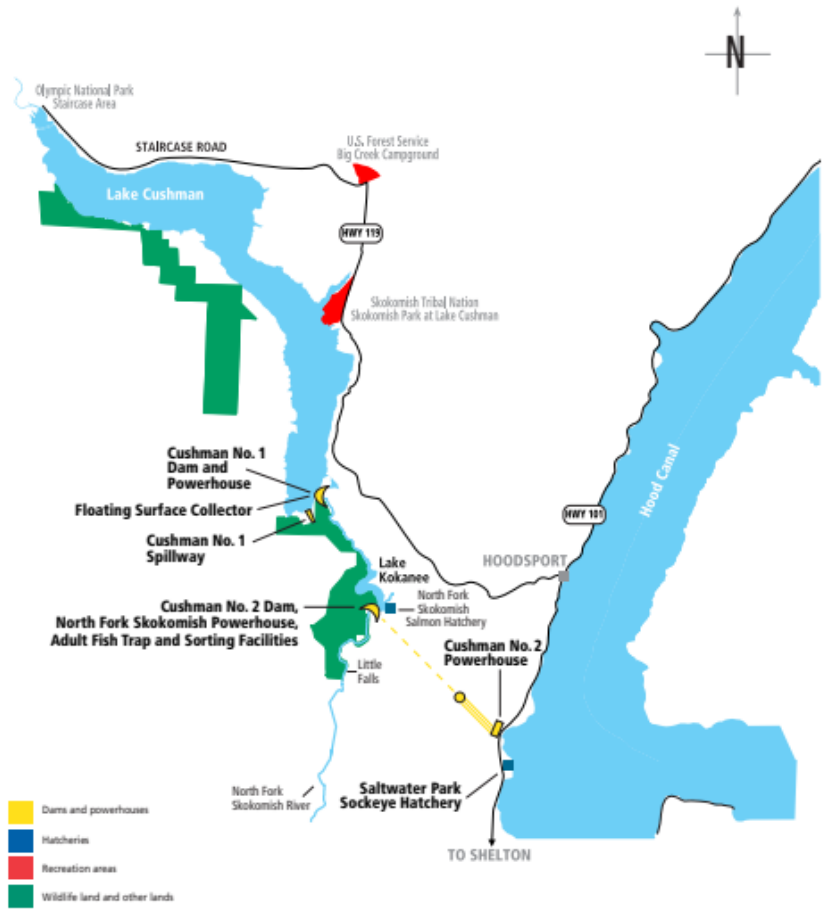 N
Olympic National Park
Staircase Area
STAIRCASE ROAD
U.S. Forest Service
Big Creek Campground
Lake Cushman
HWY 119
Skokomish Tribal Nation
Skokomish Park at Lake Cushman
Cushman No. 1
Dam and
Powerhouse
Floating Surface Collector
Cushman No. 1
Spillway
Hood Canal
HWY 101
HOODSPORT
Lake
Kokanee
North Fork
Skokomish
Salmon Hatchery
Cushman No. 2 Dam,
North Fork Skokomish Powerhouse,
Adult Fish Trap and Sorting Facilities
Cushman No. 2
Powerhouse
Little
Falls
North Fork
Skokomish River
Saltwater Park
Sockeye Hatchery
TO SHELTON
Dams and powerhouses
Hatcheries
Recreation areas
Wildlife land and other lands